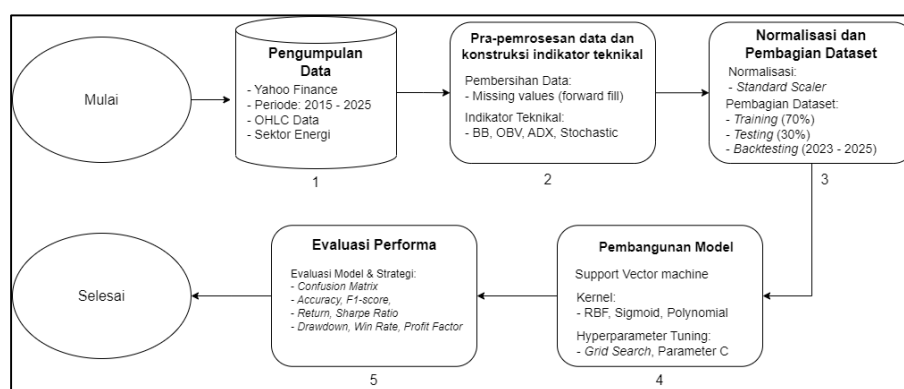 Mulai
Pengumpulan
Data
- Yahoo Finance
- Periode: 2015 - 2025
- OHLC Data
- Sektor Energi
1
Pra-pemrosesan data dan
konstruksi indikator teknikal
Pembersihan Data:
- Missing values (forward fill)
Indikator Teknikal:
- BB, OBV, ADX, Stochastic
2
Normalisasi dan
Pembagian Dataset
Normalisasi:
- Standard Scaler
Pembagian Dataset:
- Training (70%)
- Testing (30%)
- Backtesting (2023 - 2025)
3
Pembangunan Model
Support Vector machine
Kernel:
- RBF, Sigmoid, Polynomial
Hyperparameter Tuning:
- Grid Search, Parameter C
4
Evaluasi Performa
Evaluasi Model & Strategi:
- Confusion Matrix
- Accuracy, F1-score,
- Return, Sharpe Ratio
- Drawdown, Win Rate, Profit Factor
5
Selesai